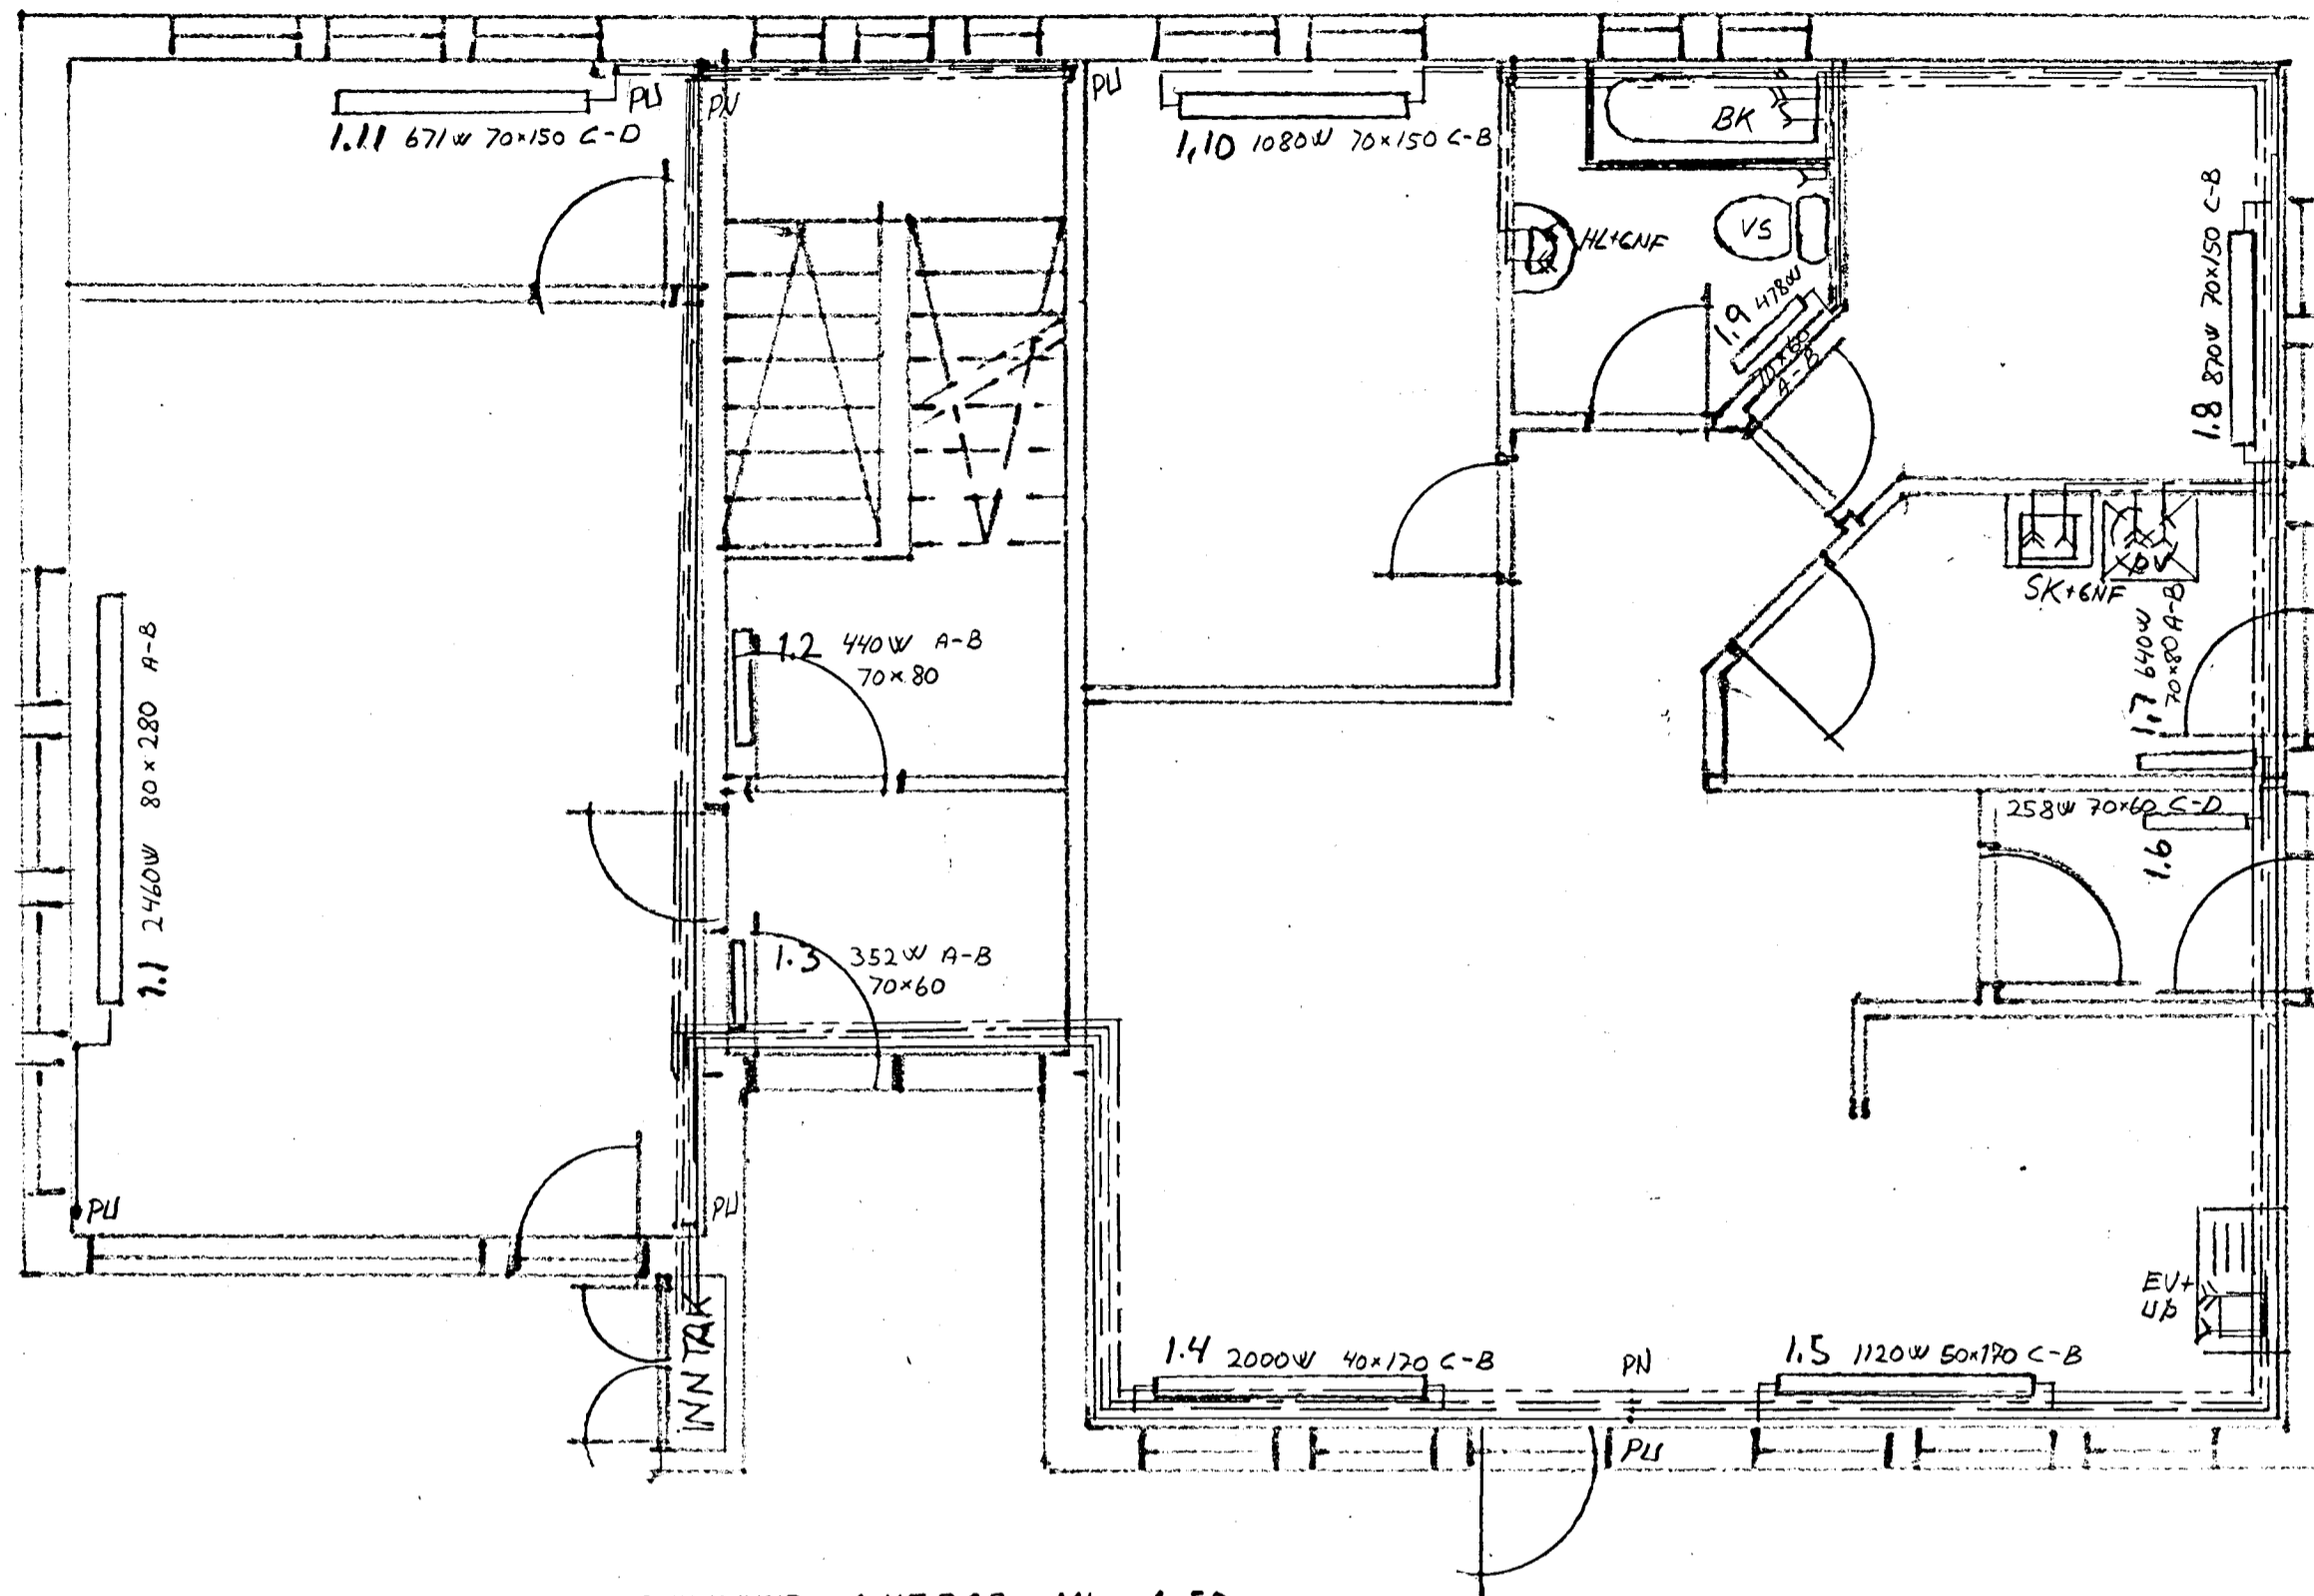 PU
PN
PU
1.11 671W 70×150 C-D
1.10 1080W 70×150 C-B
BK
HL+GNF
VS
1.9 478W
70×60
A-B
1.8 870W 70×150 C-B
SK+GNF
1.7 640W
70×80 A-B
1.2 440W A-B
70×80
1.1 2460W 80×280 A-B
258W 70×60 C-D
1.6
1.3 352W A-B
70×60
PU
PU
INNTAK
EV+
UP
1.4 2000W 40×170 C-B
PN
1.5 1120W 50×170 C-B
PU